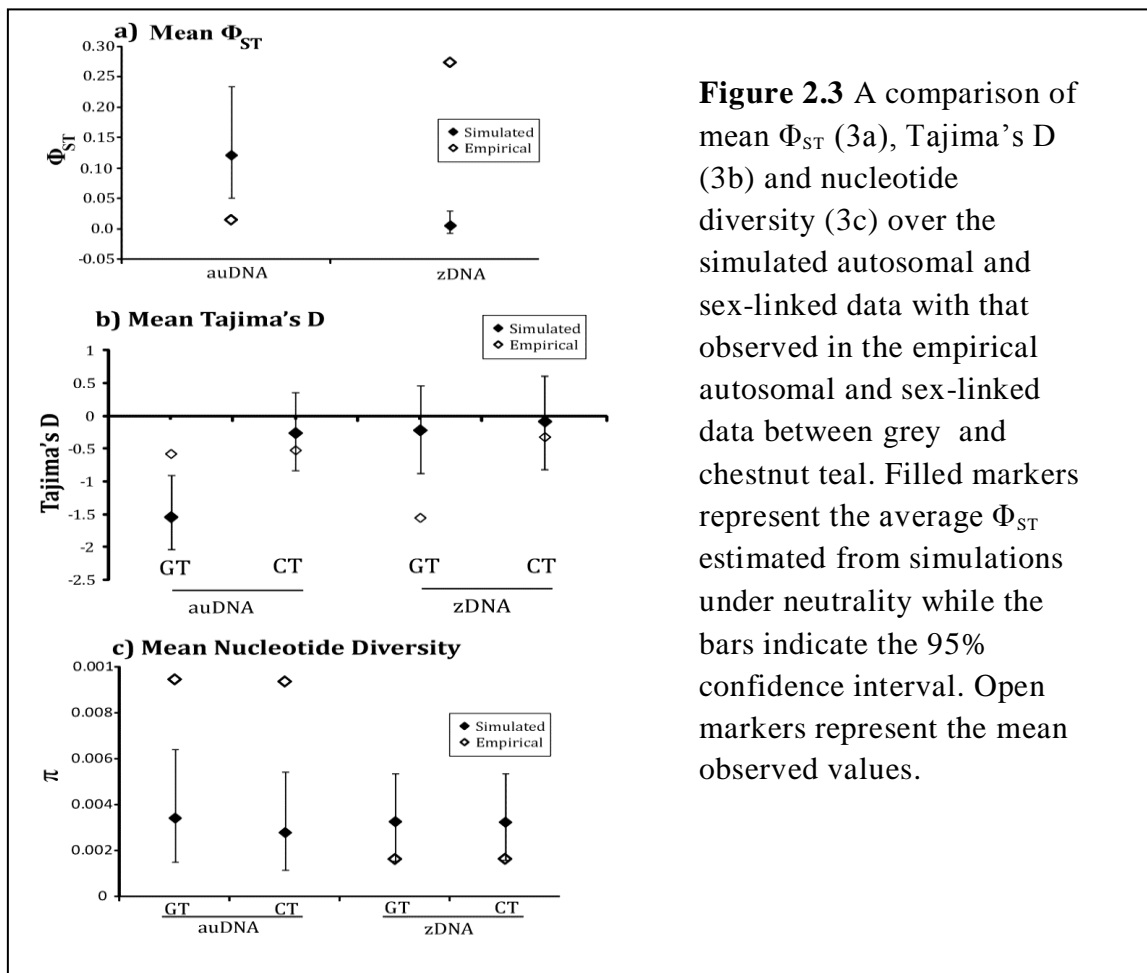 a) Mean ΦST
0.30
0.25
0.20
0.15
0.10
0.05
0.0
-0.05
ΦST
Simulated
Empirical
auDNA
zDNA
b) Mean Tajima's D
1
0.5
0
-0.5
-1
-1.5
-2
-2.5
Tajima's D
Simulated
Empirical
GT CT GT CT
auDNA zDNA
c) Mean Nucleotide Diversity
0.001
0.008
0.006
0.004
0.002
0
π
Simulated
Empirical
GT CT GT CT
auDNA zDNA
Figure 2.3 A comparison of
mean ΦST (3a), Tajima's D
(3b) and nucleotide
diversity (3c) over the
simulated autosomal and
sex-linked data with that
observed in the empirical
autosomal and sex-linked
data between grey and
chestnut teal. Filled markers
represent the average ΦST
estimated from simulations
under neutrality while the
bars indicate the 95%
confidence interval. Open
markers represent the mean
observed values.